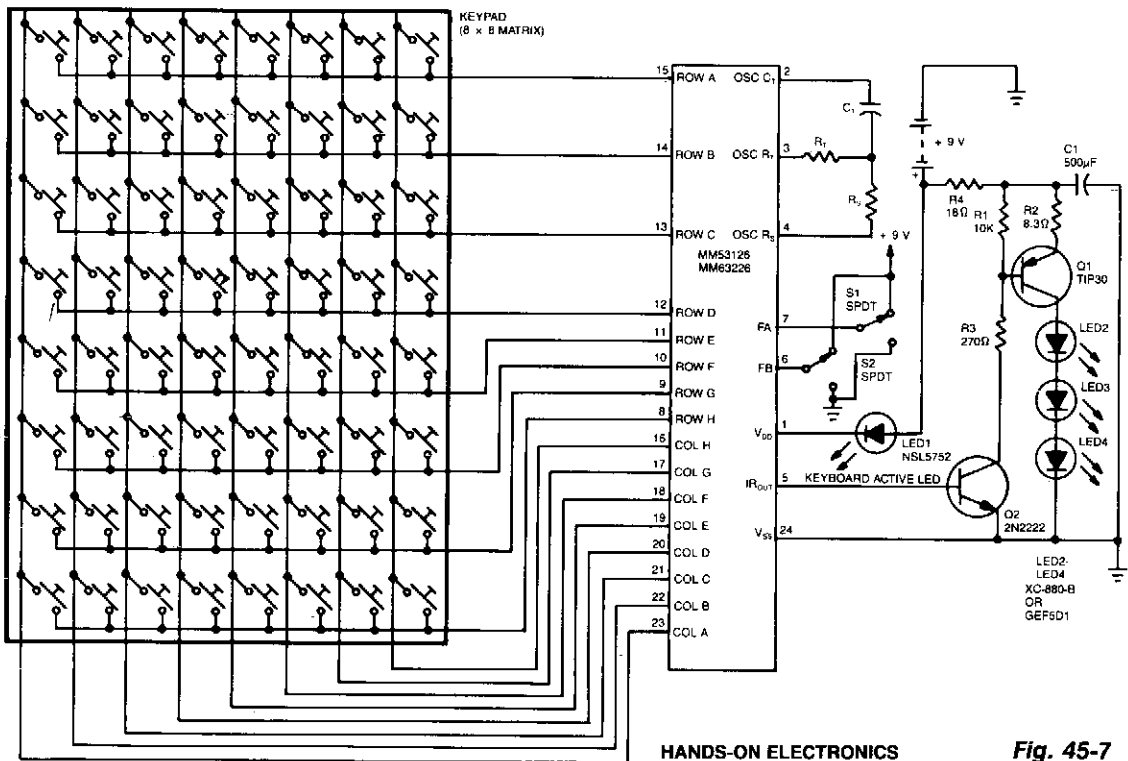 KEYPAD
(8 × 8 MATRIX)
15 ROW A OSC C₁ 2
C₁
14 ROW B OSC R₁ 3 R₁
R₅
13 ROW C OSC R₅ 4
MM53126
MM63226
12 ROW D
11 ROW E
10 ROW F
9 ROW G
8 ROW H
16 COL H
17 COL G
18 COL F
19 COL E
20 COL D
21 COL C
22 COL B
23 COL A
FA 7
FB 6
V_DD 1
IR_OUT 5
V_SS 24
+ 9 V
S1
SPDT
S2
SPDT
+ 9 V
+
R4
18Ω
R1
10K
R2
8.3Ω
C1
500µF
Q1
TIP30
R3
270Ω
LED2
LED3
LED4
LED1
NSL5752
KEYBOARD ACTIVE LED
Q2
2N2222
LED2-
LED4
XC-880-B
OR
GEF5D1
HANDS-ON ELECTRONICS
Fig. 45-7